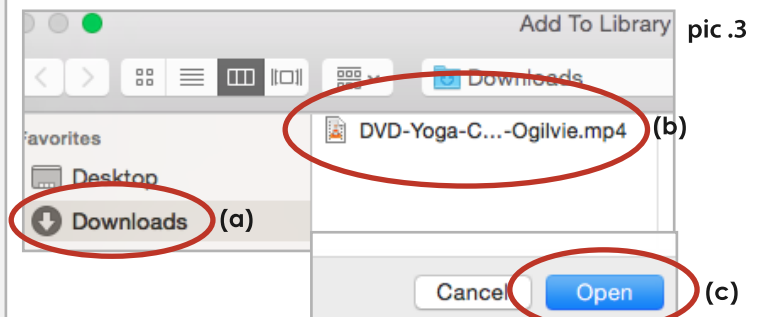 Add To Library
pic .3
Downloads
Favorites
DVD-Yoga-C...-Ogilvie.mp4
(b)
Desktop
Downloads
(a)
Cancel
Open
(c)